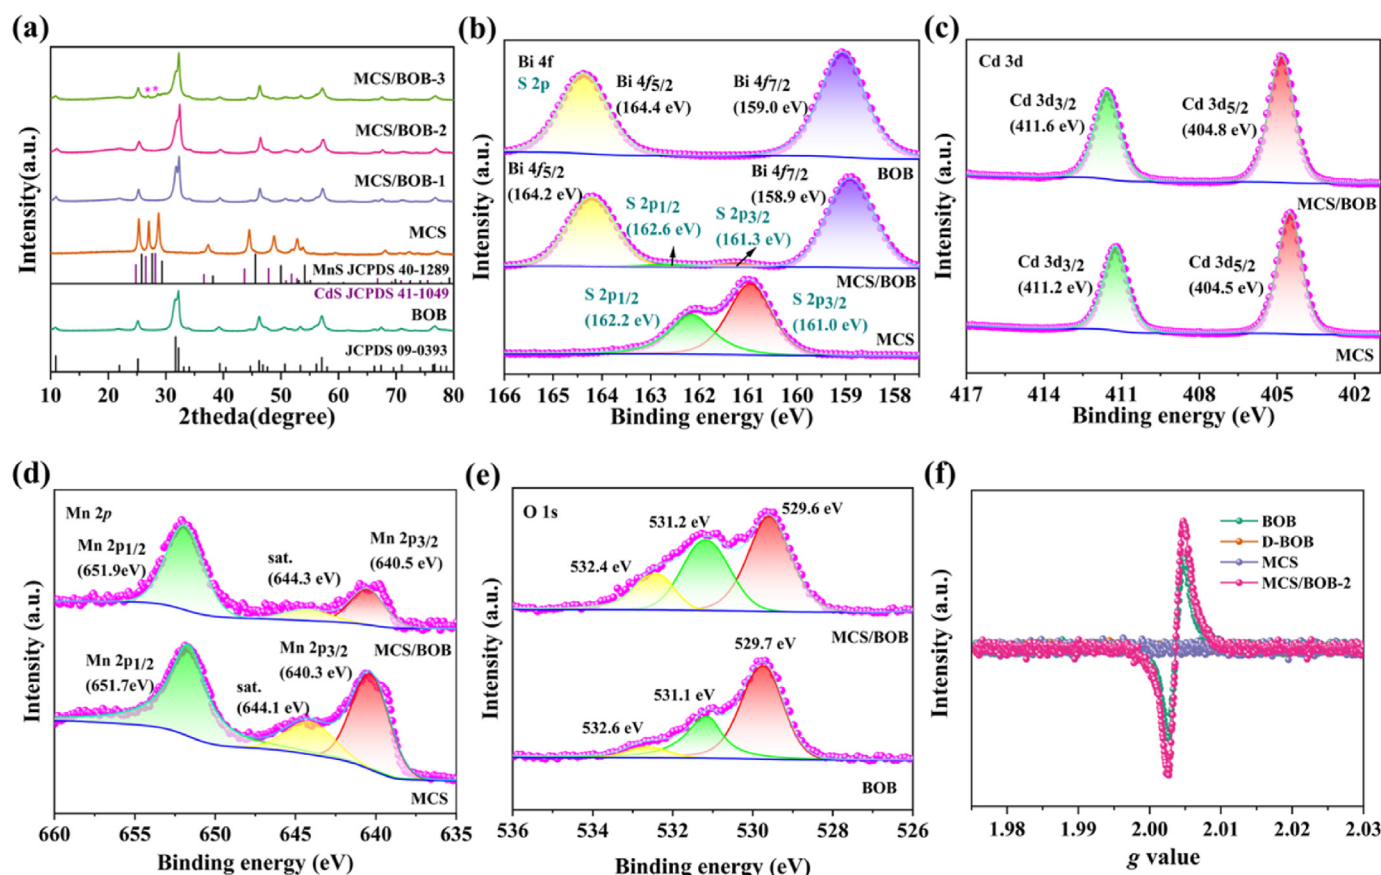 (a)
Intensity(a.u.)
MCS/BOB-3
* *
MCS/BOB-2
MCS/BOB-1
MCS
MnS JCPDS 40-1289
CdS JCPDS 41-1049
BOB
JCPDS 09-0393
10 20 30 40 50 60 70 80
2theda(degree)
(b)
Intensity (a.u.)
Bi 4f
S 2p
Bi 4f5/2
(164.4 eV)
Bi 4f7/2
(159.0 eV)
BOB
Bi 4f5/2
(164.2 eV)
S 2p1/2
(162.6 eV)
S 2p3/2
(161.3 eV)
Bi 4f7/2
(158.9 eV)
MCS/BOB
S 2p1/2
(162.2 eV)
S 2p3/2
(161.0 eV)
MCS
166 165 164 163 162 161 160 159 158
Binding energy (eV)
(c)
Intensity (a.u.)
Cd 3d
Cd 3d3/2
(411.6 eV)
Cd 3d5/2
(404.8 eV)
MCS/BOB
Cd 3d3/2
(411.2 eV)
Cd 3d5/2
(404.5 eV)
MCS
417 414 411 408 405 402
Binding energy (eV)
(d)
Intensity (a.u.)
Mn 2p
Mn 2p1/2
(651.9eV)
sat.
(644.3 eV)
Mn 2p3/2
(640.5 eV)
MCS/BOB
Mn 2p1/2
(651.7eV)
sat.
(644.1 eV)
Mn 2p3/2
(640.3 eV)
MCS
660 655 650 645 640 635
Binding energy (eV)
(e)
Intensity (a.u.)
O 1s
532.4 eV
531.2 eV
529.6 eV
MCS/BOB
532.6 eV
531.1 eV
529.7 eV
BOB
536 534 532 530 528 526
Binding energy (eV)
(f)
Intensity (a.u.)
BOB
D-BOB
MCS
MCS/BOB-2
1.98 1.99 2.00 2.01 2.02 2.03
g value